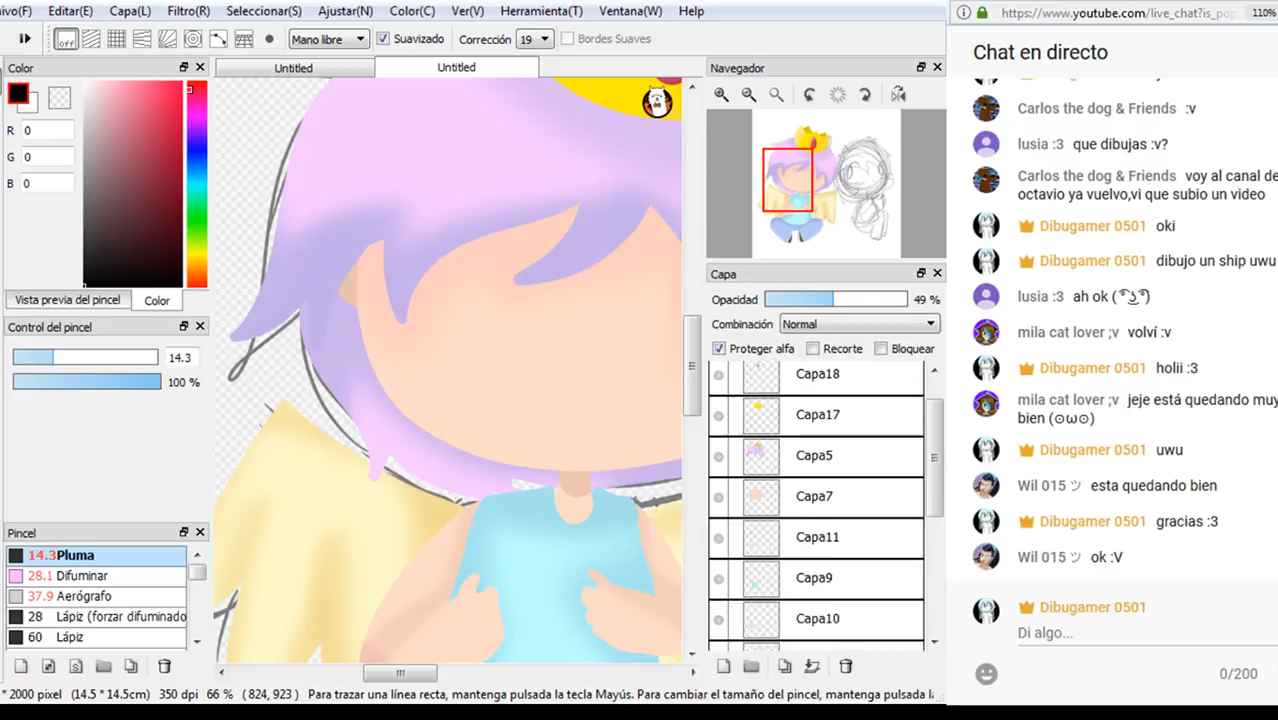 ivo(F) Editar(E) Capa(L) Filtro(R) Seleccionar(S) Ajustar(N) Color(C) Ver(V) Herramienta(T) Ventana(W) Help
off Mano libre Suavizado Corrección 19 Bordes Suaves
Color
R 0
G 0
B 0
Vista previa del pincel Color
Control del pincel
14.3
100 %
Pincel
14.3 Pluma
28.1 Difuminar
37.9 Aerógrafo
28 Lápiz (forzar difuminado
60 Lápiz
Untitled Untitled
Navegador
Capa
Opacidad 49 %
Combinación Normal
Proteger alfa Recorte Bloquear
Capa18
Capa17
Capa5
Capa7
Capa11
Capa9
Capa10
* 2000 pixel (14.5 * 14.5cm) 350 dpi 66 % (824, 923) Para trazar una línea recta, mantenga pulsada la tecla Mayús. Para cambiar el tamaño del pincel, mantenga pulsada l
https://www.youtube.com/live_chat?is_pop 110%
Chat en directo
Carlos the dog & Friends :v
lusia :3 que dibujas :v?
Carlos the dog & Friends voy al canal de
octavio ya vuelvo,vi que subio un video
Dibugamer 0501 oki
Dibugamer 0501 dibujo un ship uwu
lusia :3 ah ok ( ͡° ͜ʖ ͡°)
mila cat lover ;v volví :v
Dibugamer 0501 holii :3
mila cat lover ;v jeje está quedando muy
bien (⊙ω⊙)
Dibugamer 0501 uwu
Wil 015 ツ esta quedando bien
Dibugamer 0501 gracias :3
Wil 015 ツ ok :V
Dibugamer 0501
Di algo...
0/200